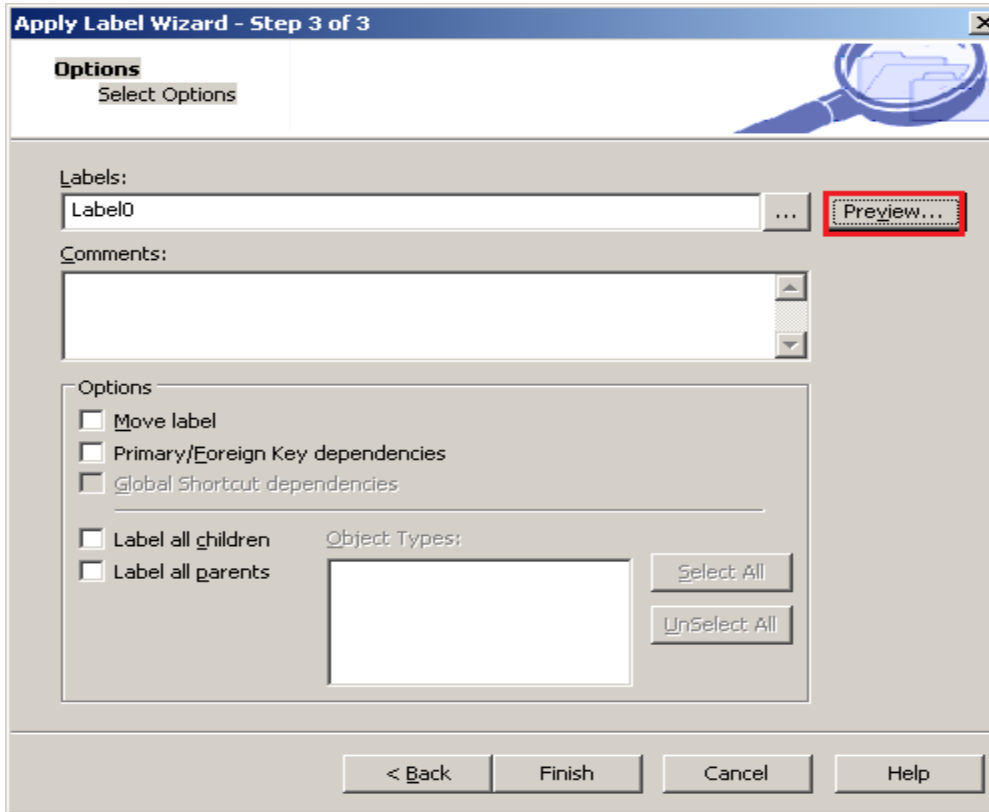 Apply Label Wizard - Step 3 of 3
Options
Select Options
Labels:
Label0
...
Preview...
Comments:
Options
Move label
Primary/Foreign Key dependencies
Global Shortcut dependencies
Label all children
Object Types:
Label all parents
Select All
UnSelect All
< Back
Finish
Cancel
Help